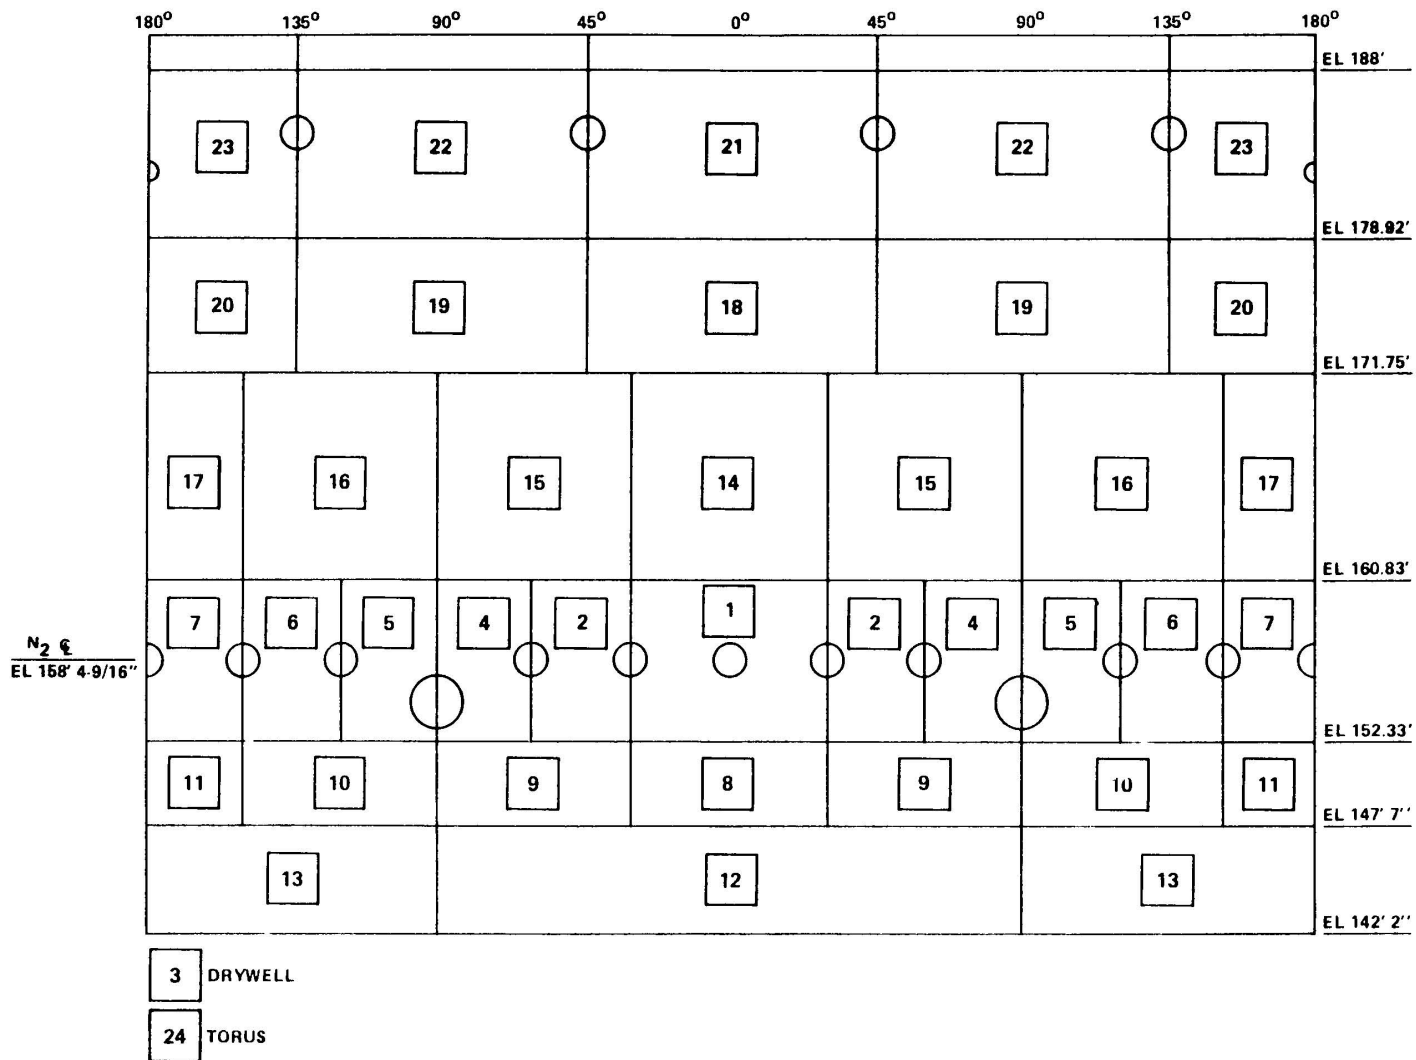 180° 135° 90° 45° 0° 45° 90° 135° 180°
EL 188'
23 22 21 22 23
EL 178.92'
20 19 18 19 20
EL 171.75'
17 16 15 14 15 16 17
EL 160.83'
7 6 5 4 2 1 2 4 5 6 7
N2 ℄
EL 158' 4-9/16"
EL 152.33'
11 10 9 8 9 10 11
EL 147' 7''
13 12 13
EL 142' 2''
3 DRYWELL
24 TORUS